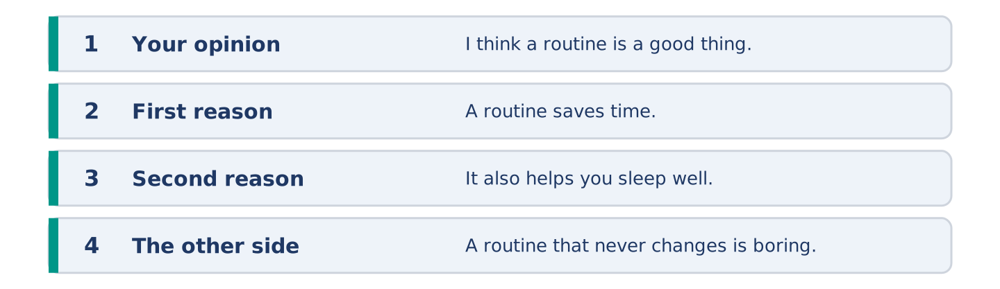 1 Your opinion I think a routine is a good thing.
2 First reason A routine saves time.
3 Second reason It also helps you sleep well.
4 The other side A routine that never changes is boring.